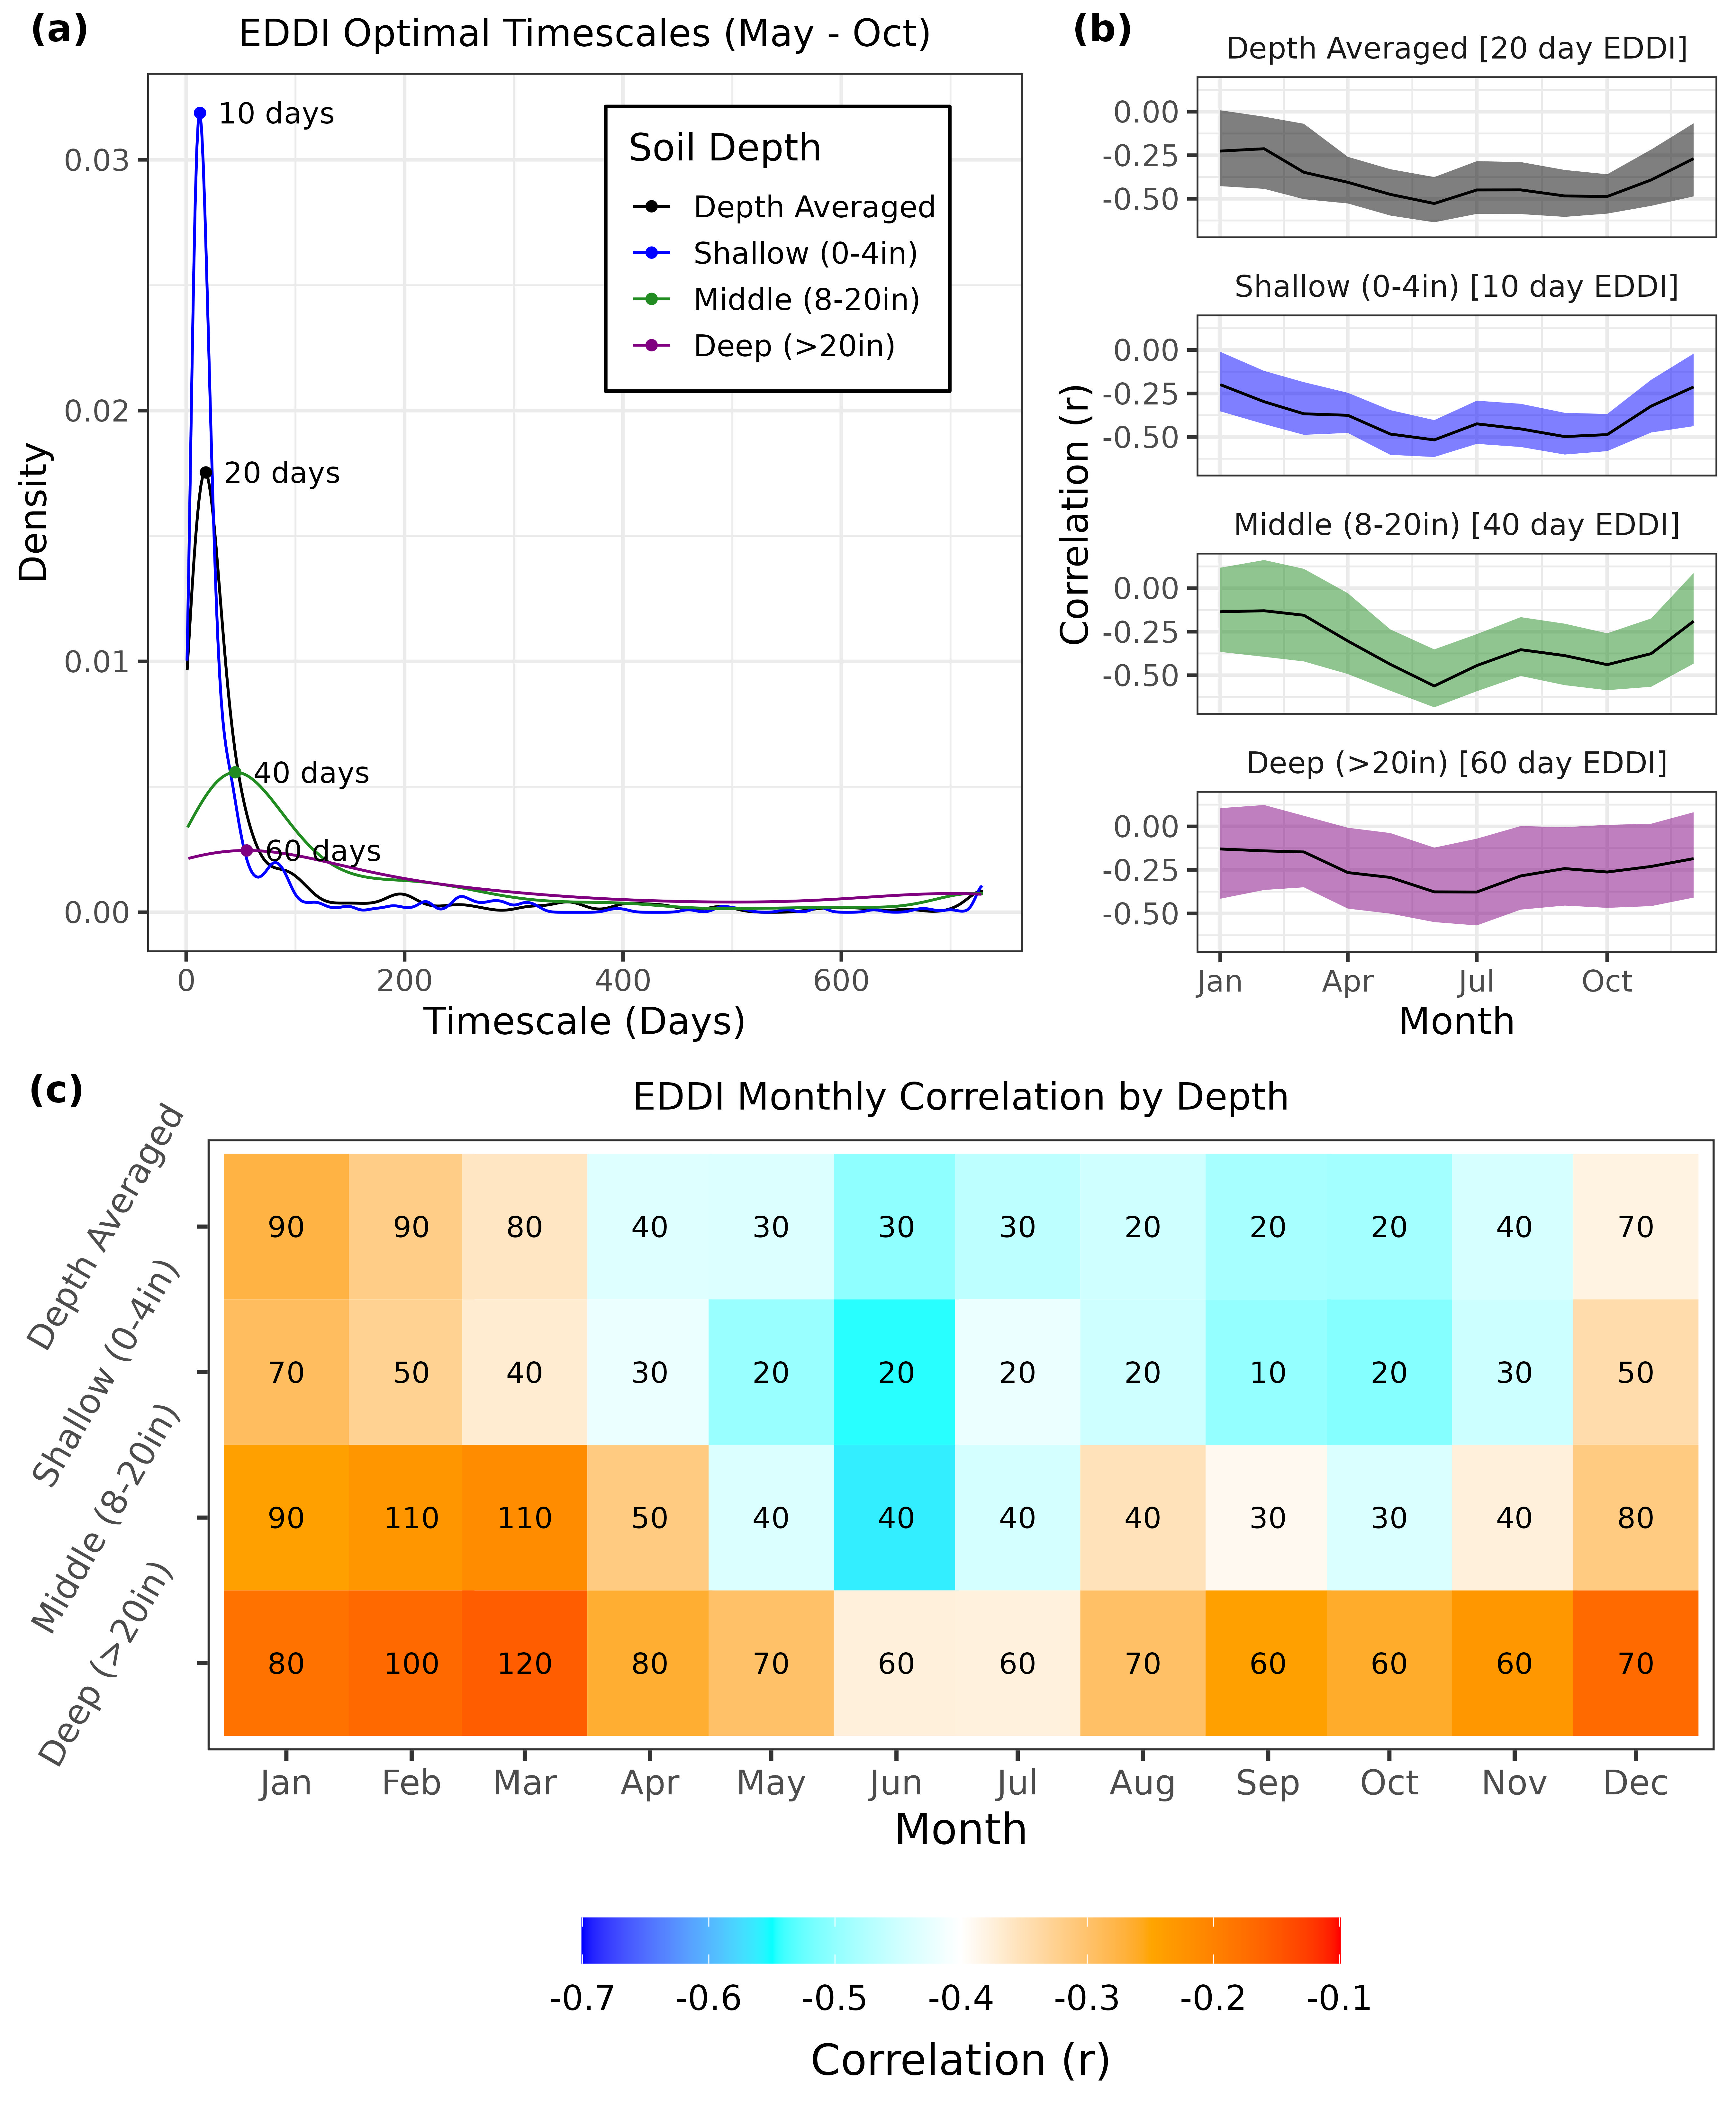 (a)
EDDI Optimal Timescales (May - Oct)
Density
0.03
0.02
0.01
0.00
10 days
20 days
40 days
60 days
Soil Depth
Depth Averaged
Shallow (0-4in)
Middle (8-20in)
Deep (>20in)
0 200 400 600
Timescale (Days)
(b)
Correlation (r)
Depth Averaged [20 day EDDI]
0.00
-0.25
-0.50
Shallow (0-4in) [10 day EDDI]
0.00
-0.25
-0.50
Middle (8-20in) [40 day EDDI]
0.00
-0.25
-0.50
Deep (>20in) [60 day EDDI]
0.00
-0.25
-0.50
Jan Apr Jul Oct
Month
(c)
EDDI Monthly Correlation by Depth
Depth Averaged
90 90 80 40 30 30 30 20 20 20 40 70
Shallow (0-4in)
70 50 40 30 20 20 20 20 10 20 30 50
Middle (8-20in)
90 110 110 50 40 40 40 40 30 30 40 80
Deep (>20in)
80 100 120 80 70 60 60 70 60 60 60 70
Jan Feb Mar Apr May Jun Jul Aug Sep Oct Nov Dec
Month
-0.7 -0.6 -0.5 -0.4 -0.3 -0.2 -0.1
Correlation (r)